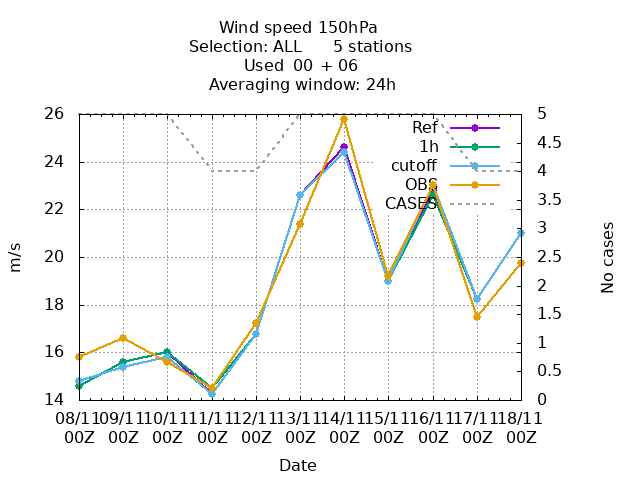 Wind speed 150hPa
Selection: ALL 5 stations
Used 00 + 06
Averaging window: 24h
26
24
22
20
18
16
14
m/s
5
4.5
4
3.5
3
2.5
2
1.5
1
0.5
0
No cases
Ref
1h
cutoff
OBS
CASES
08/11 09/11 10/11 11/11 12/11 13/11 14/11 15/11 16/11 17/11 18/11
00Z 00Z 00Z 00Z 00Z 00Z 00Z 00Z 00Z 00Z 00Z
Date